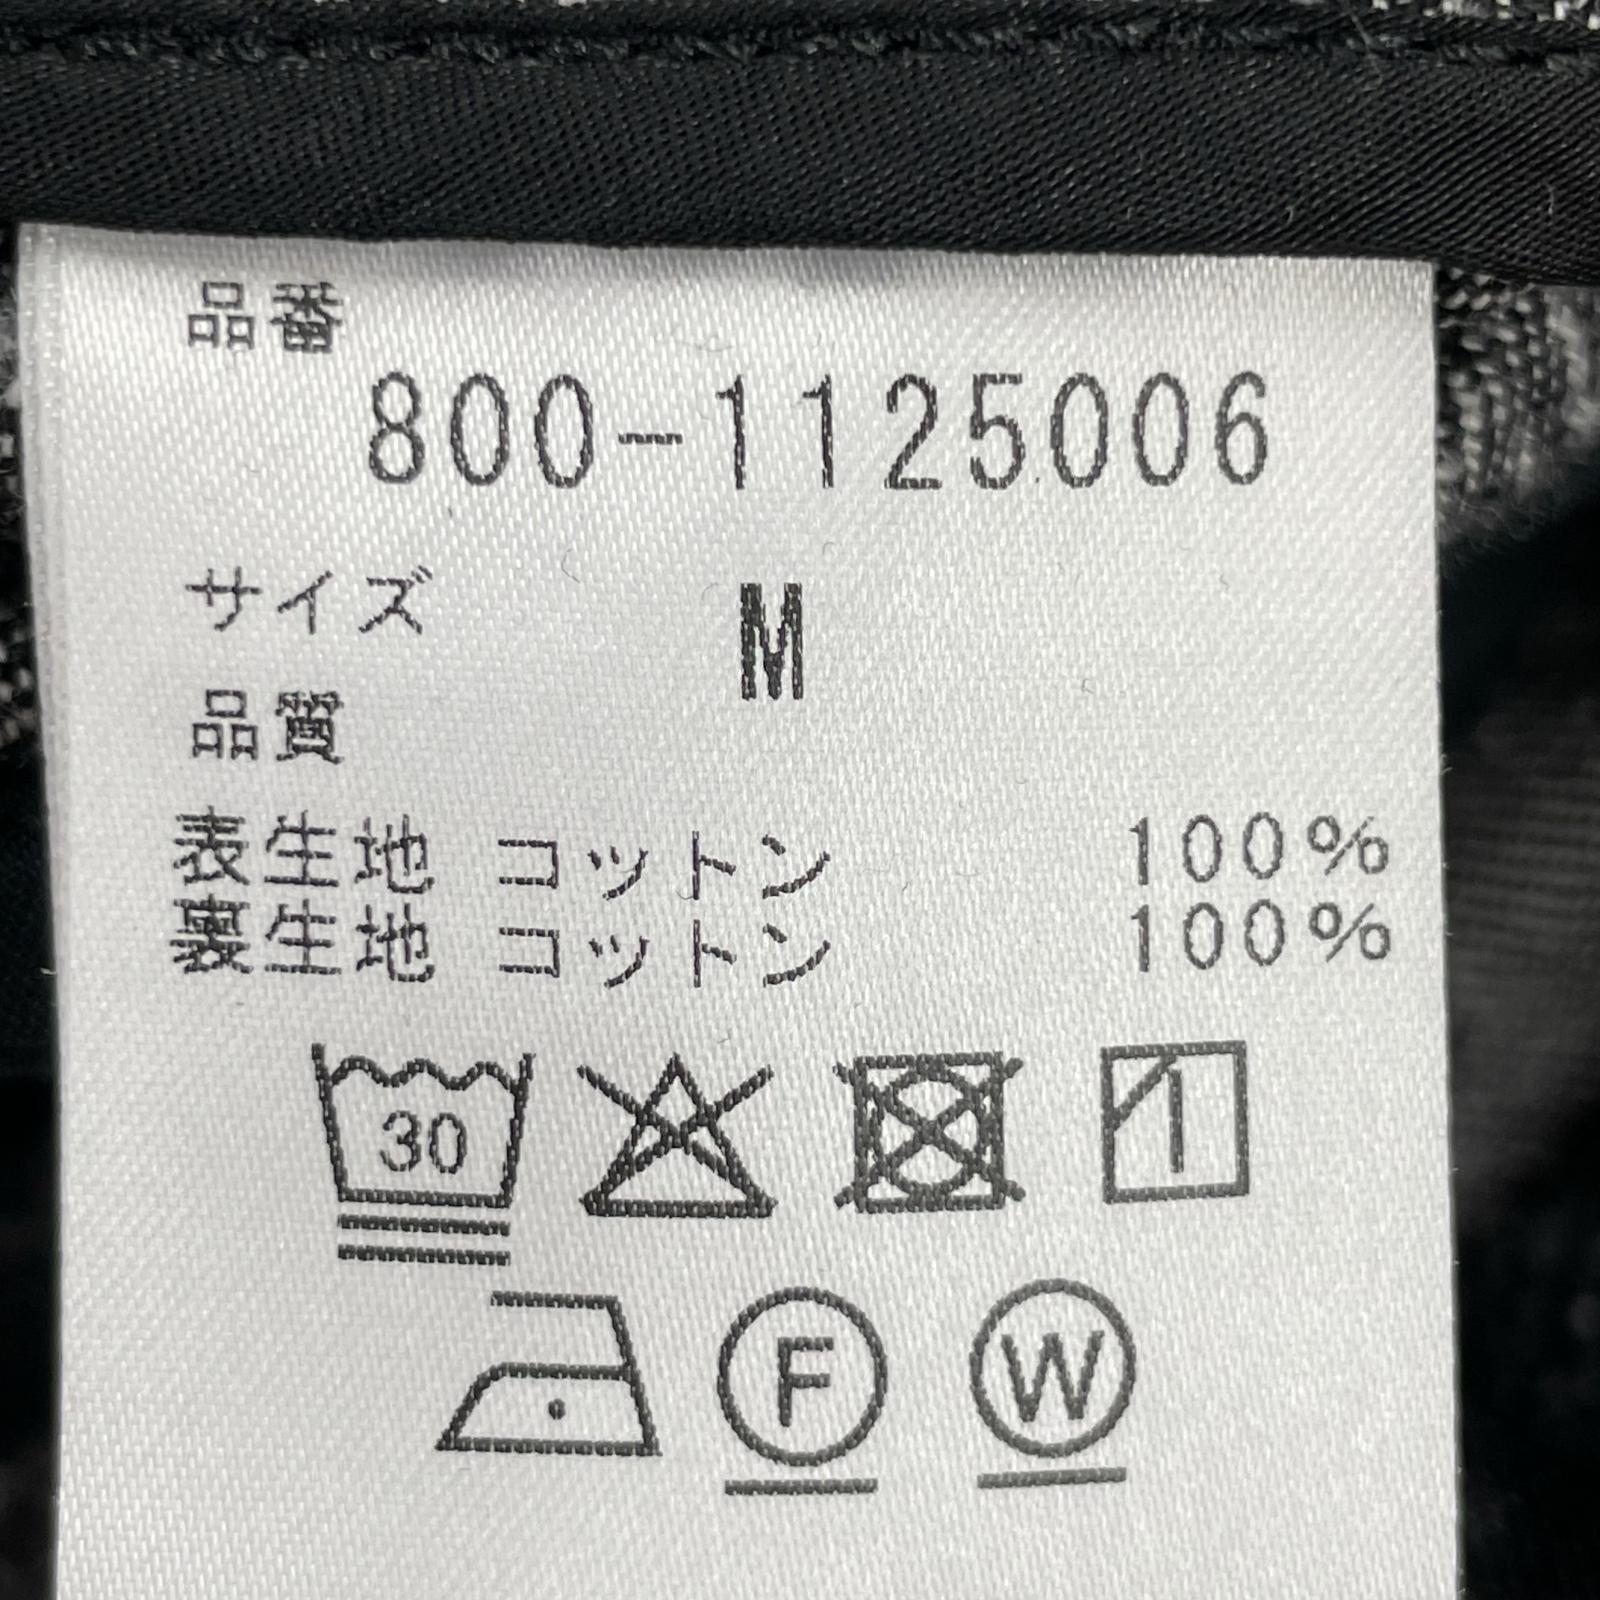 品番
800-1125006
サイズ M
品質
表生地 コットン 100%
裏生地 コットン 100%
30
F W